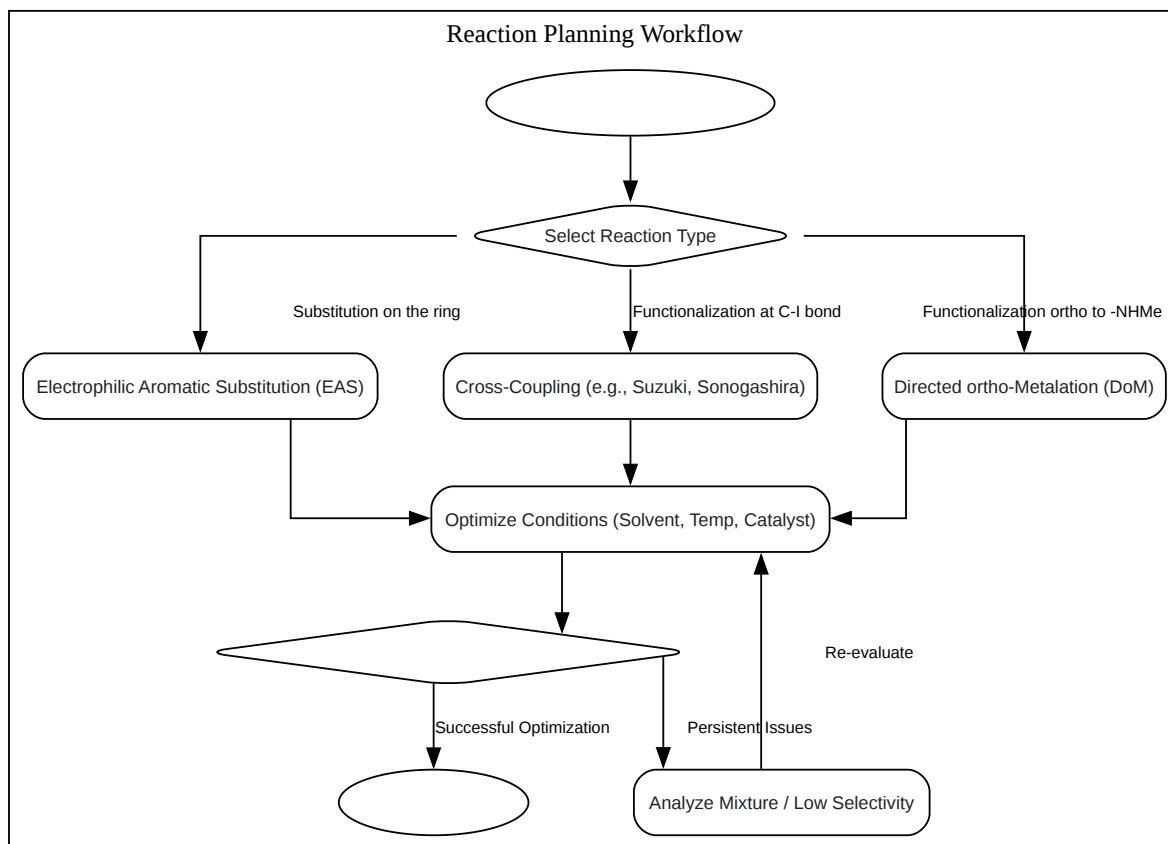 Reaction Planning Workflow
Select Reaction Type
Substitution on the ring
Functionalization at C-I bond
Functionalization ortho to -NHMe
Electrophilic Aromatic Substitution (EAS)
Cross-Coupling (e.g., Suzuki, Sonogashira)
Directed ortho-Metalation (DoM)
Optimize Conditions (Solvent, Temp, Catalyst)
Re-evaluate
Successful Optimization
Persistent Issues
Analyze Mixture / Low Selectivity